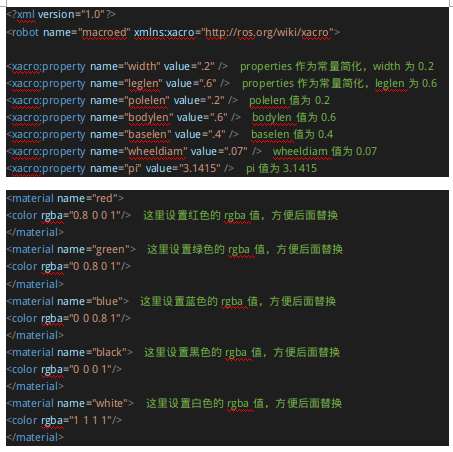 <?xml version="1.0"?>
<robot name="macroed" xmlns:xacro="http://ros.org/wiki/xacro">
<xacro:property name="width" value=".2" /> properties 作为常量简化，width 为 0.2
<xacro:property name="leglen" value=".6" /> properties 作为常量简化，leglen 为 0.6
<xacro:property name="polelen" value=".2" /> polelen 值为 0.2
<xacro:property name="bodylen" value=".6" /> bodylen 值为 0.6
<xacro:property name="baselen" value=".4" /> baselen 值为 0.4
<xacro:property name="wheeldiam" value=".07" /> wheeldiam 值为 0.07
<xacro:property name="pi" value="3.1415" /> pi 值为 3.1415
<material name="red">
<color rgba="0.8 0 0 1"/> 这里设置红色的 rgba 值，方便后面替换
</material>
<material name="green"> 这里设置绿色的 rgba 值，方便后面替换
<color rgba="0 0.8 0 1"/>
</material>
<material name="blue"> 这里设置蓝色的 rgba 值，方便后面替换
<color rgba="0 0 0.8 1"/>
</material>
<material name="black"> 这里设置黑色的 rgba 值，方便后面替换
<color rgba="0 0 0 1"/>
</material>
<material name="white"> 这里设置白色的 rgba 值，方便后面替换
<color rgba="1 1 1 1"/>
</material>